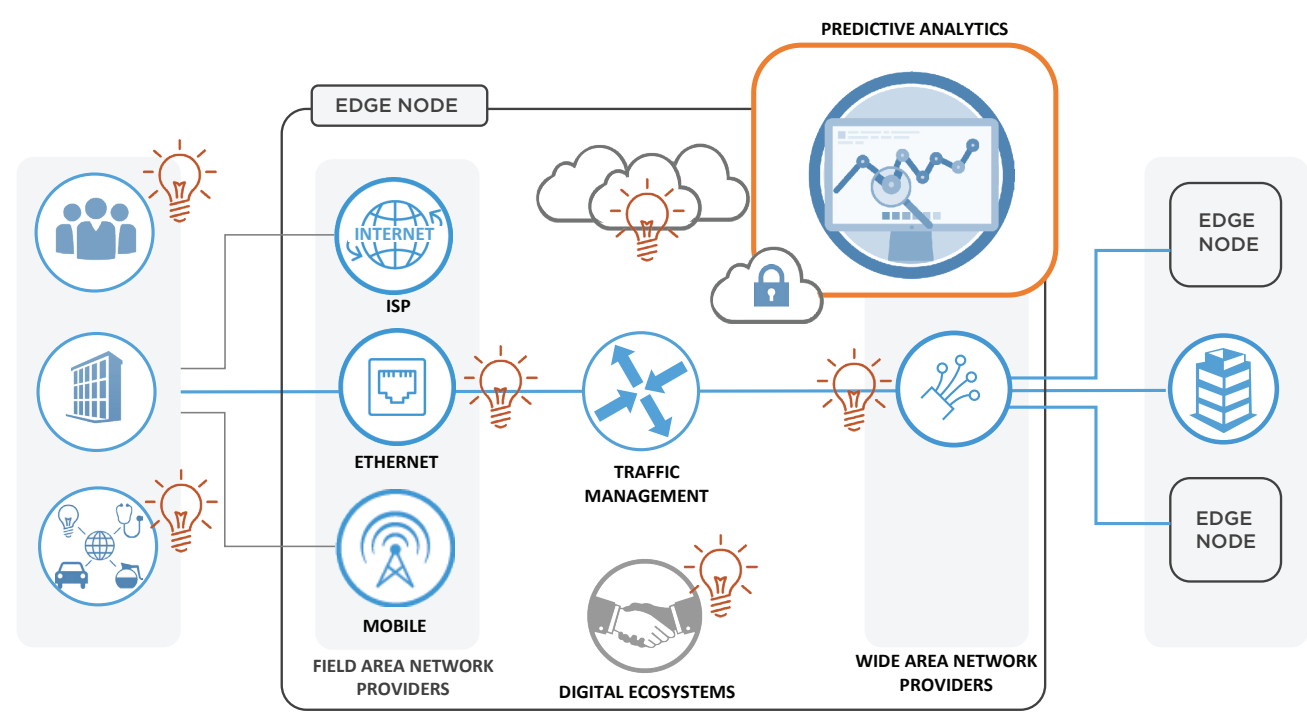 PREDICTIVE ANALYTICS
EDGE NODE
INTERNET
ISP
EDGE
NODE
ETHERNET
TRAFFIC
MANAGEMENT
EDGE
NODE
MOBILE
FIELD AREA NETWORK
PROVIDERS
DIGITAL ECOSYSTEMS
WIDE AREA NETWORK
PROVIDERS